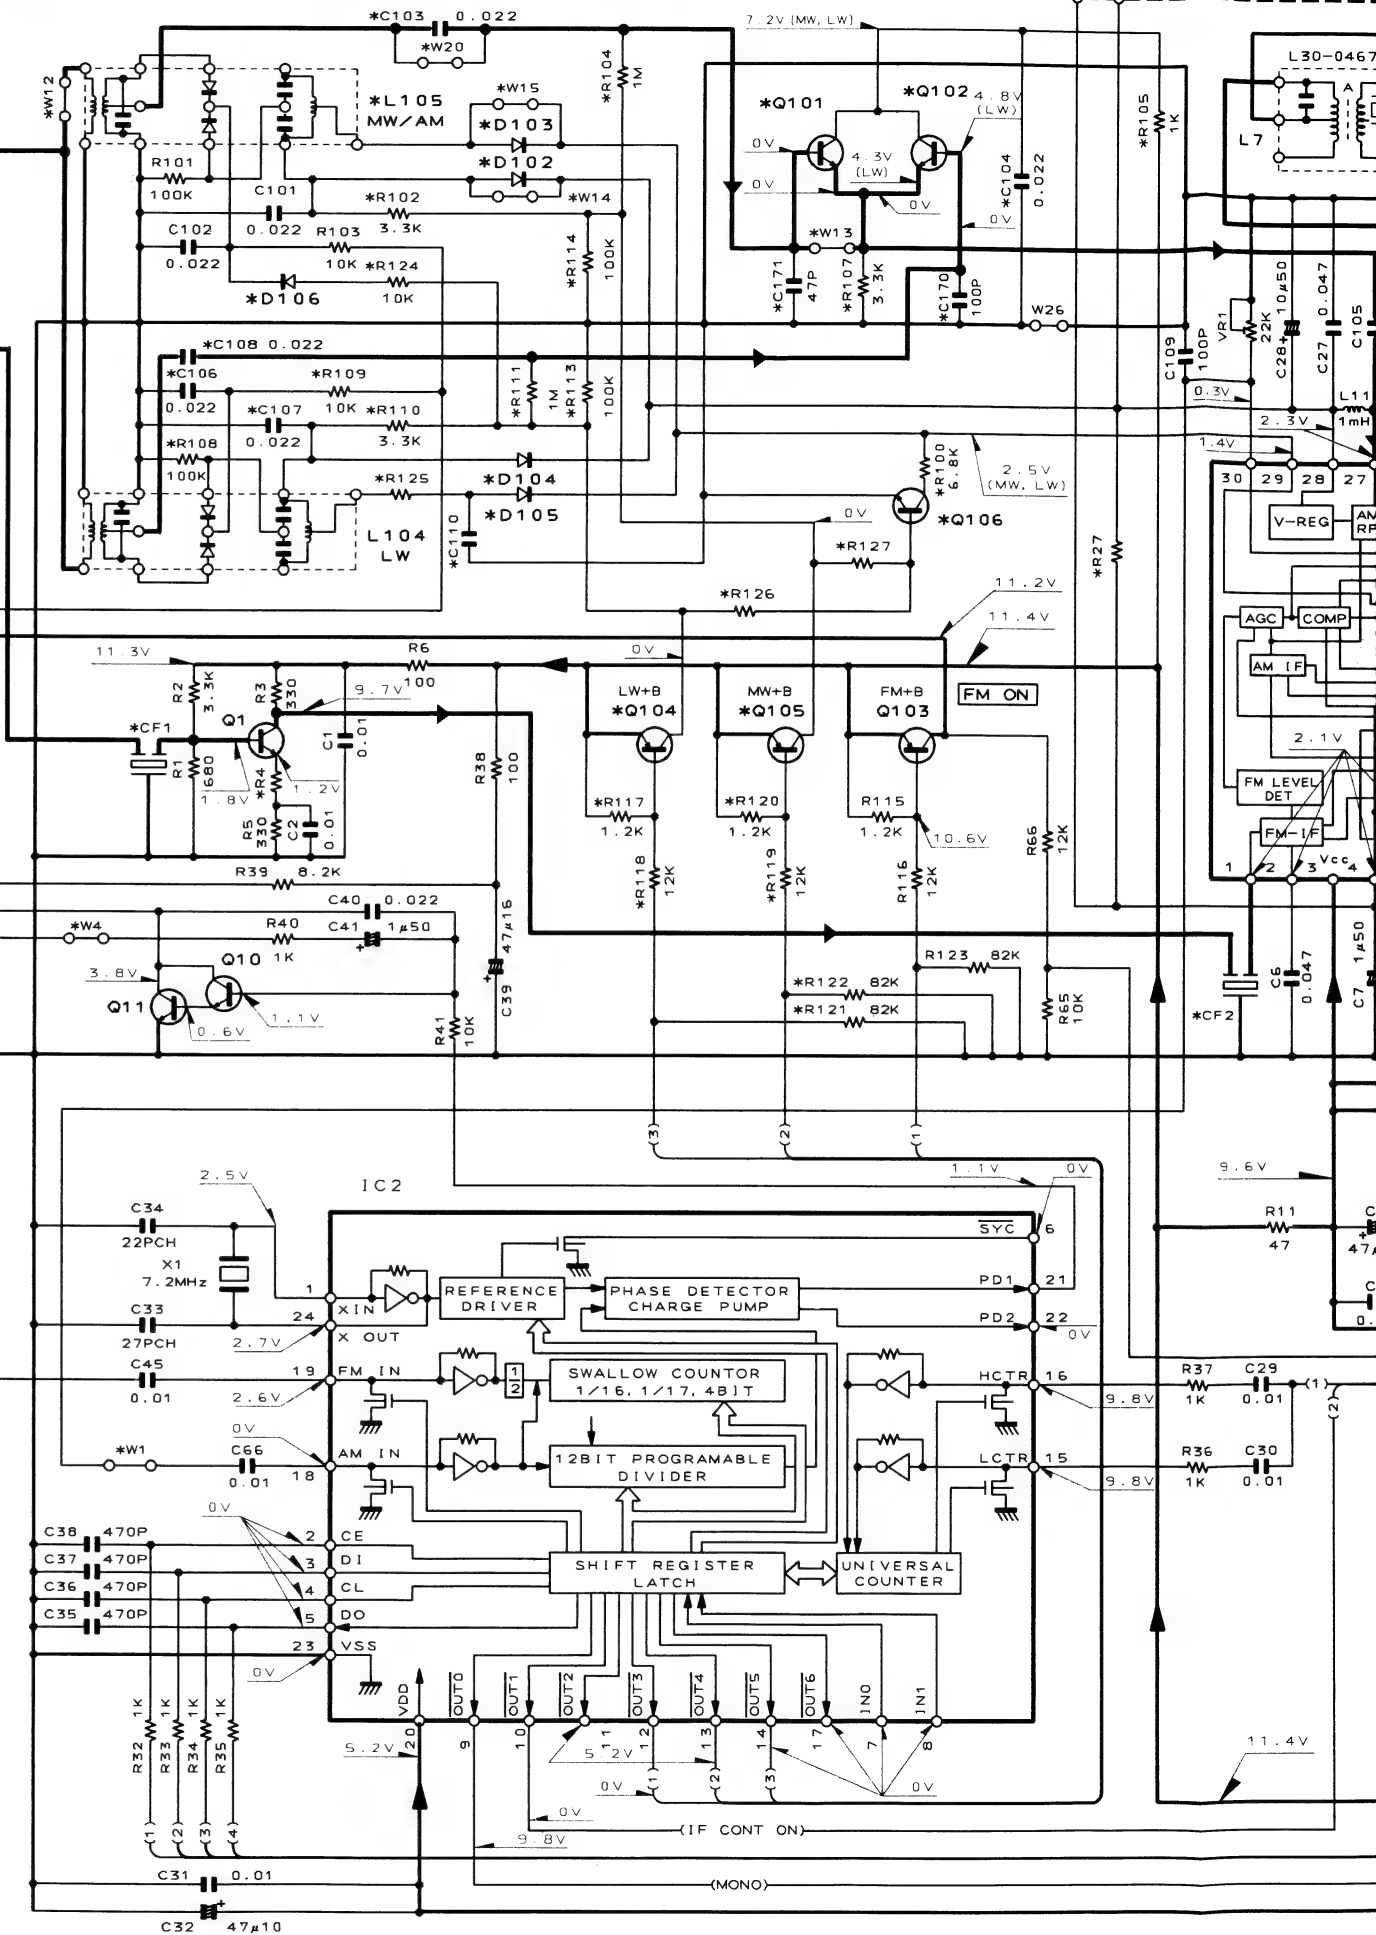 *C103 0.022
*W20
*R104 1M
7.2V (MW, LW)
L30-0467
A
*W12
*L105
MW/AM
*W15
*D103
*D102
*W14
*Q101
*Q102
4.8V
(LW)
0V
4.3V
(LW)
0V
0V
0V
*C104 0.022
*R105 1K
L7
R101
100K
C101
0.022
*R102
3.3K
C102
0.022
R103
10K
*R124
10K
*D106
*R114 100K
*W13
*C171 47P
*R107 3.3K
*C170 100P
W26
C109 100P
VR1 22K
C28 + 10µ50
C27 0.047
C105
*C108 0.022
*C106
0.022
*R109
10K
*C107
0.022
*R110
3.3K
*R108
100K
*R111 1M
*R113 100K
0.3V
L11
1mH
2.3V
1.4V
*R125
*D104
*D105
*C110
L104
LW
*R100 6.8K
2.5V
(MW, LW)
*Q106
0V
*R127
*R126
*R27
30 29 28 27
V-REG
AM
AGC
COMP
AM IF
2.1V
FM LEVEL
DET
FM-IF
Vcc
1 2 3 4
11.2V
11.4V
11.3V
R6
100
0V
LW+B
*Q104
MW+B
*Q105
FM+B
Q103
FM ON
R2 3.3K
R3 330
9.7V
*CF1
Q1
R1 680
*R4
1.8V
1.2V
C1 0.01
R5 330
C2 0.01
R38 100
*R117
1.2K
*R120
1.2K
R115
1.2K
10.6V
*R118 12K
*R119 12K
R116 12K
R66 12K
R39 8.2K
C40 0.022
*W4
R40
1K
C41 1µ50
+
C39 + 47µ16
Q10
3.8V
Q11
0.6V
1.1V
R41 10K
R123 82K
*R122 82K
*R121 82K
R65 10K
*CF2
C6 0.047
C7 1µ50
(3) (2) (1)
2.5V
IC2
1.1V
0V
9.6V
C34
22PCH
X1
7.2MHz
C33
27PCH
2.7V
C45
0.01
2.6V
0V
*W1
C66
0.01
R11
47
C
+
47µ
C
0.
SYC 6
1 XIN
24 X OUT
REFERENCE
DRIVER
PHASE DETECTOR
CHARGE PUMP
PD1 21
PD2 22
0V
19 FM IN
1
2
SWALLOW COUNTOR
1/16, 1/17, 4BIT
HCTR 16
9.8V
R37
1K
C29
0.01
(1)
(2)
18 AM IN
12BIT PROGRAMABLE
DIVIDER
LCTR 15
9.8V
R36
1K
C30
0.01
0V
C38 470P
C37 470P
C36 470P
C35 470P
2 CE
3 DI
4 CL
5 DO
23 VSS
0V
SHIFT REGISTER
LATCH
UNIVERSAL
COUNTER
VDD OUT0 OUT1 OUT2 OUT3 OUT4 OUT5 OUT6 IN0 IN1
20 9 10 11 12 13 14 17 7 8
R32 1K
R33 1K
R34 1K
R35 1K
5.2V
5.2V
0V
(1) (2) (3)
0V
11.4V
(1) (2) (3) (4)
0V
9.8V
(IF CONT ON)
C31 0.01
(MONO)
C32 + 47µ10